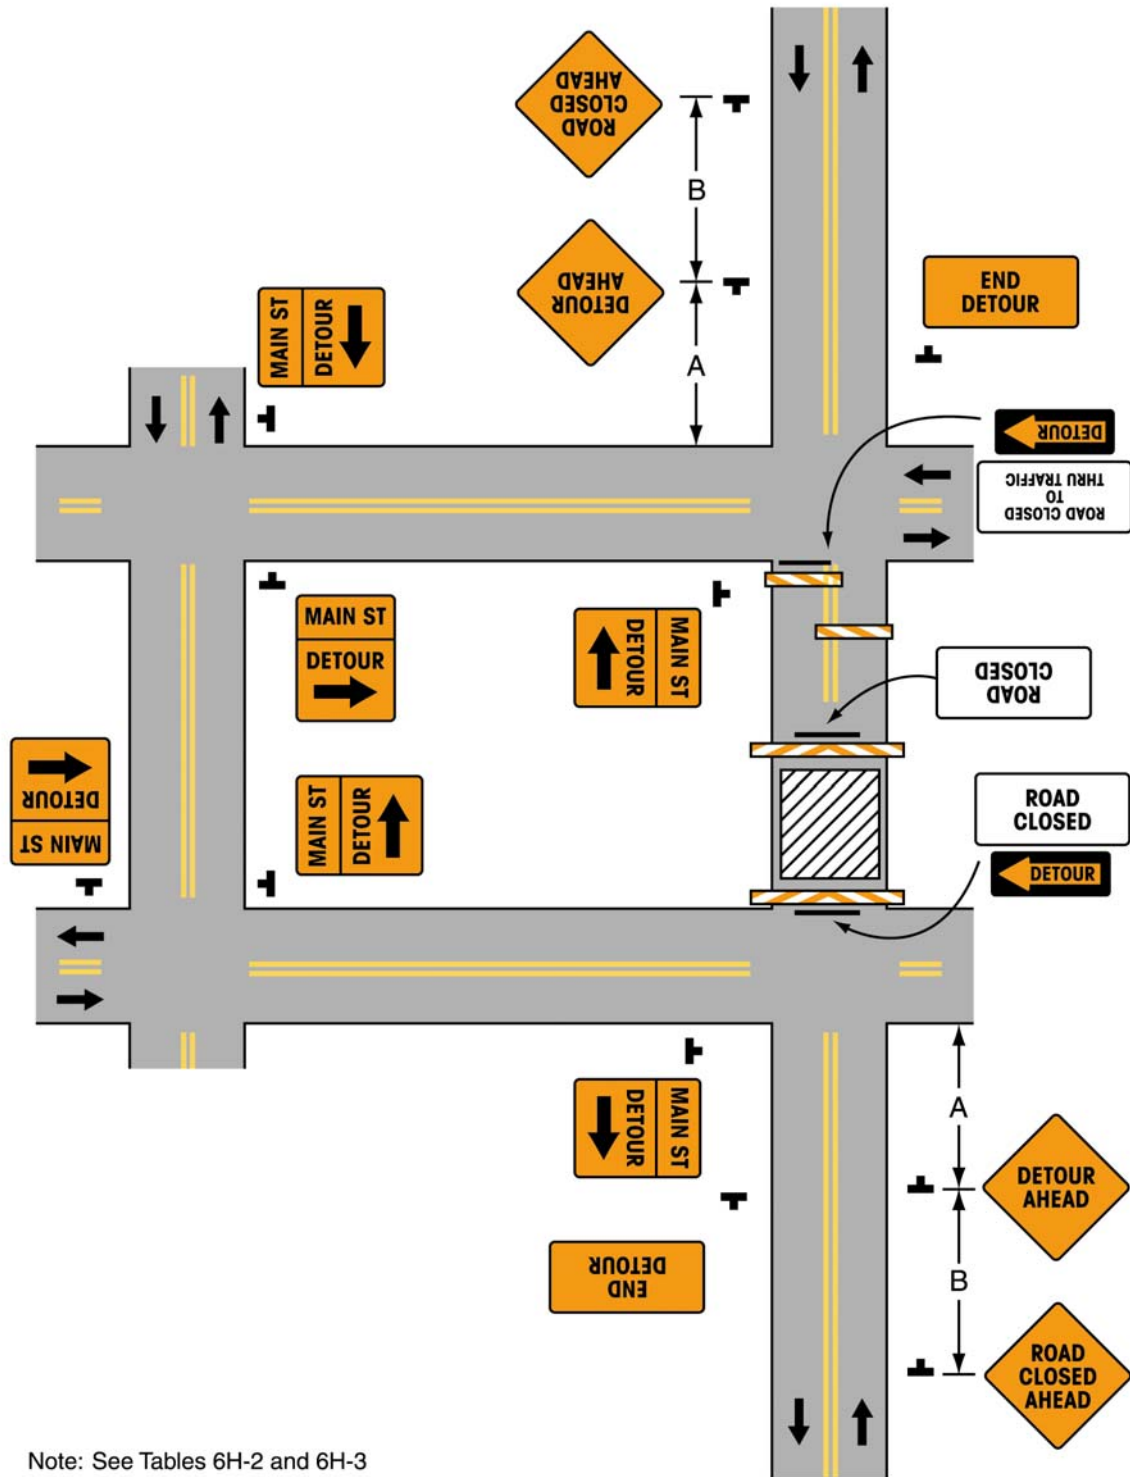 ROAD
CLOSED
AHEAD
B
DETOUR
AHEAD
A
END
DETOUR
MAIN ST
DETOUR
DETOUR
ROAD CLOSED
TO
THRU TRAFFIC
MAIN ST
DETOUR
MAIN ST
DETOUR
ROAD
CLOSED
MAIN ST
DETOUR
MAIN ST
DETOUR
ROAD
CLOSED
DETOUR
MAIN ST
DETOUR
A
DETOUR
AHEAD
END
DETOUR
B
ROAD
CLOSED
AHEAD
Note: See Tables 6H-2 and 6H-3